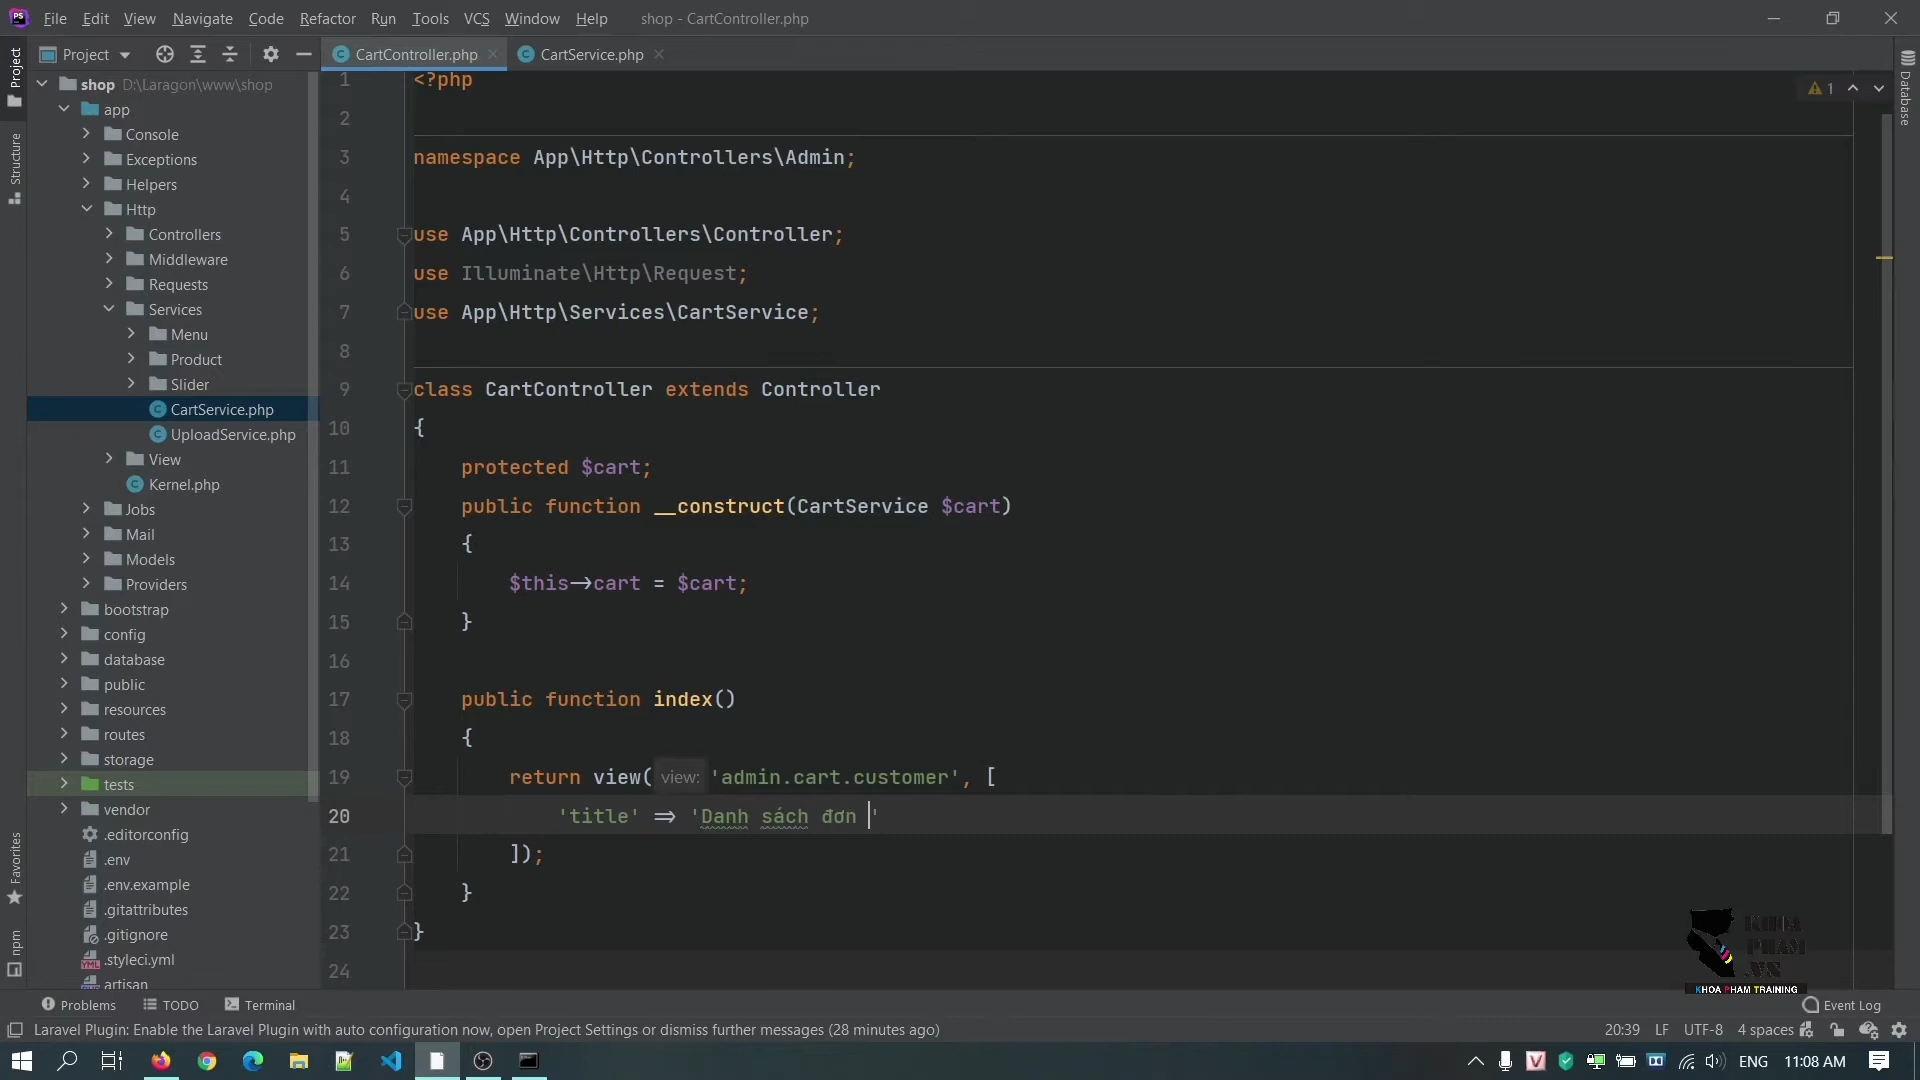 File Edit View Navigate Code Refactor Run Tools VCS Window Help shop - CartController.php
Project
CartController.php
CartService.php
Project
Structure
Favorites
npm
Database
shop D:\Laragon\www\shop
app
Console
Exceptions
Helpers
Http
Controllers
Middleware
Requests
Services
Menu
Product
Slider
CartService.php
UploadService.php
View
Kernel.php
Jobs
Mail
Models
Providers
bootstrap
config
database
public
resources
routes
storage
tests
vendor
.editorconfig
.env
.env.example
.gitattributes
.gitignore
.styleci.yml
artisan
1
1 <?php
2
3 namespace App\Http\Controllers\Admin;
4
5 use App\Http\Controllers\Controller;
6 use Illuminate\Http\Request;
7 use App\Http\Services\CartService;
8
9 class CartController extends Controller
10 {
11 protected $cart;
12 public function __construct(CartService $cart)
13 {
14 $this->cart = $cart;
15 }
16
17 public function index()
18 {
19 return view( view: 'admin.cart.customer', [
20 'title' => 'Danh sách đơn '
21 ]);
22 }
23 }
24
KHOA
PHAM
.VN
KHOA PHAM TRAINING
Problems TODO Terminal Event Log
Laravel Plugin: Enable the Laravel Plugin with auto configuration now, open Project Settings or dismiss further messages (28 minutes ago) 20:39 LF UTF-8 4 spaces
ENG 11:08 AM